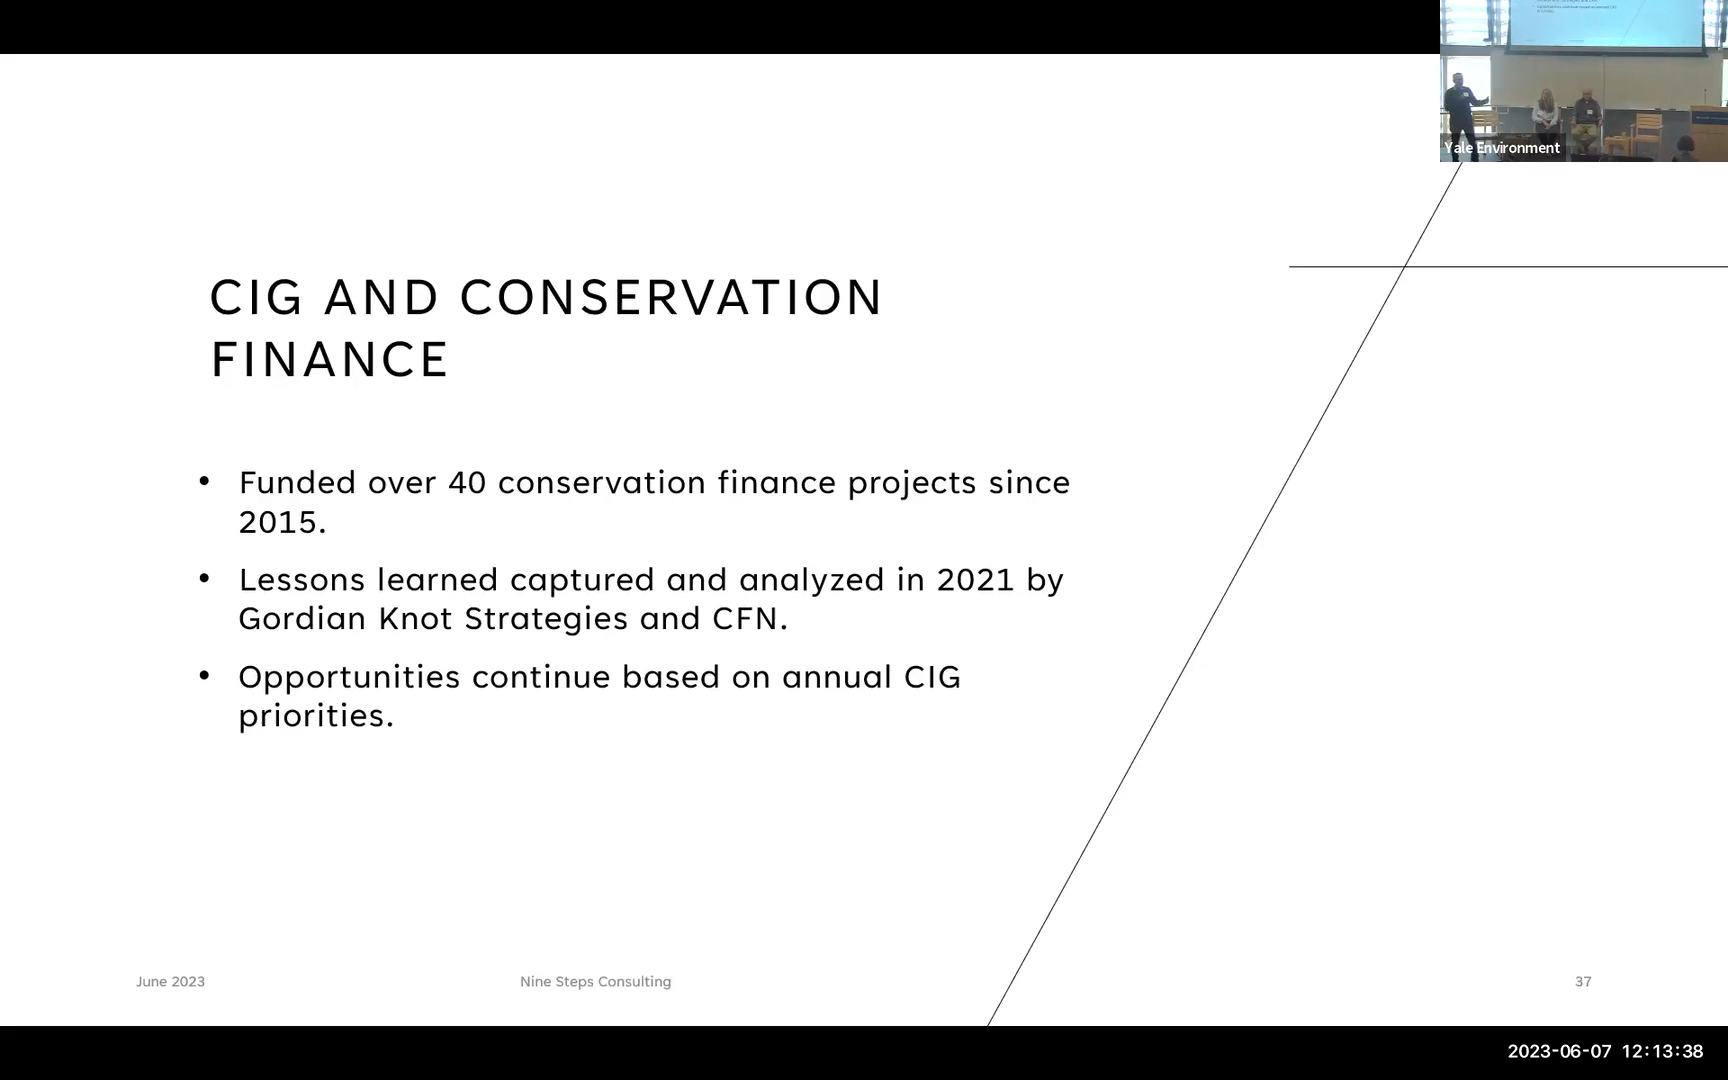 Yale Environment
CIG AND CONSERVATION
FINANCE
• Funded over 40 conservation finance projects since
2015.
• Lessons learned captured and analyzed in 2021 by
Gordian Knot Strategies and CFN.
• Opportunities continue based on annual CIG
priorities.
June 2023
Nine Steps Consulting
37
2023-06-07 12:13:38